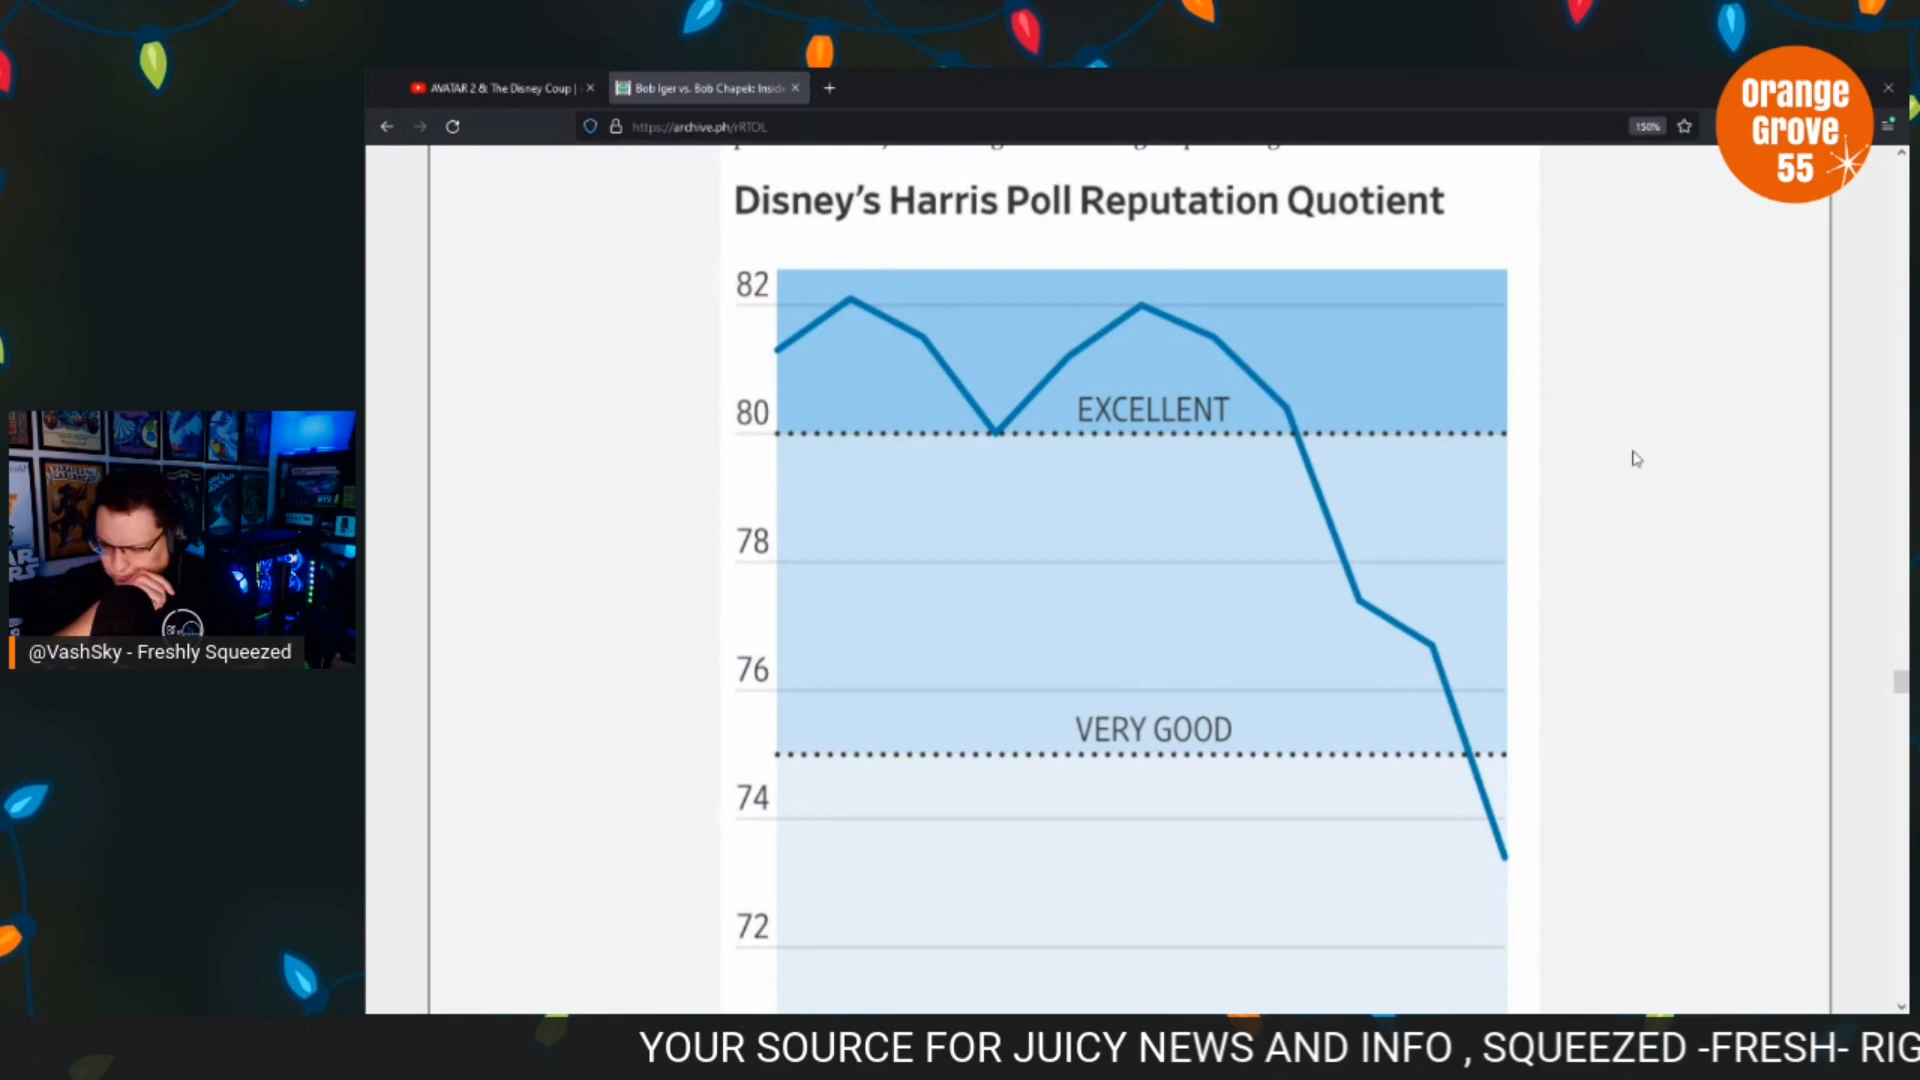 AVATAR 2 & The Disney Coup |
Bob Iger vs. Bob Chapek: Inside
https://archive.ph/rRTOL
150%
Orange
Grove
55
Disney's Harris Poll Reputation Quotient
82
80
EXCELLENT
78
76
VERY GOOD
74
72
@VashSky - Freshly Squeezed
YOUR SOURCE FOR JUICY NEWS AND INFO , SQUEEZED -FRESH- RIG